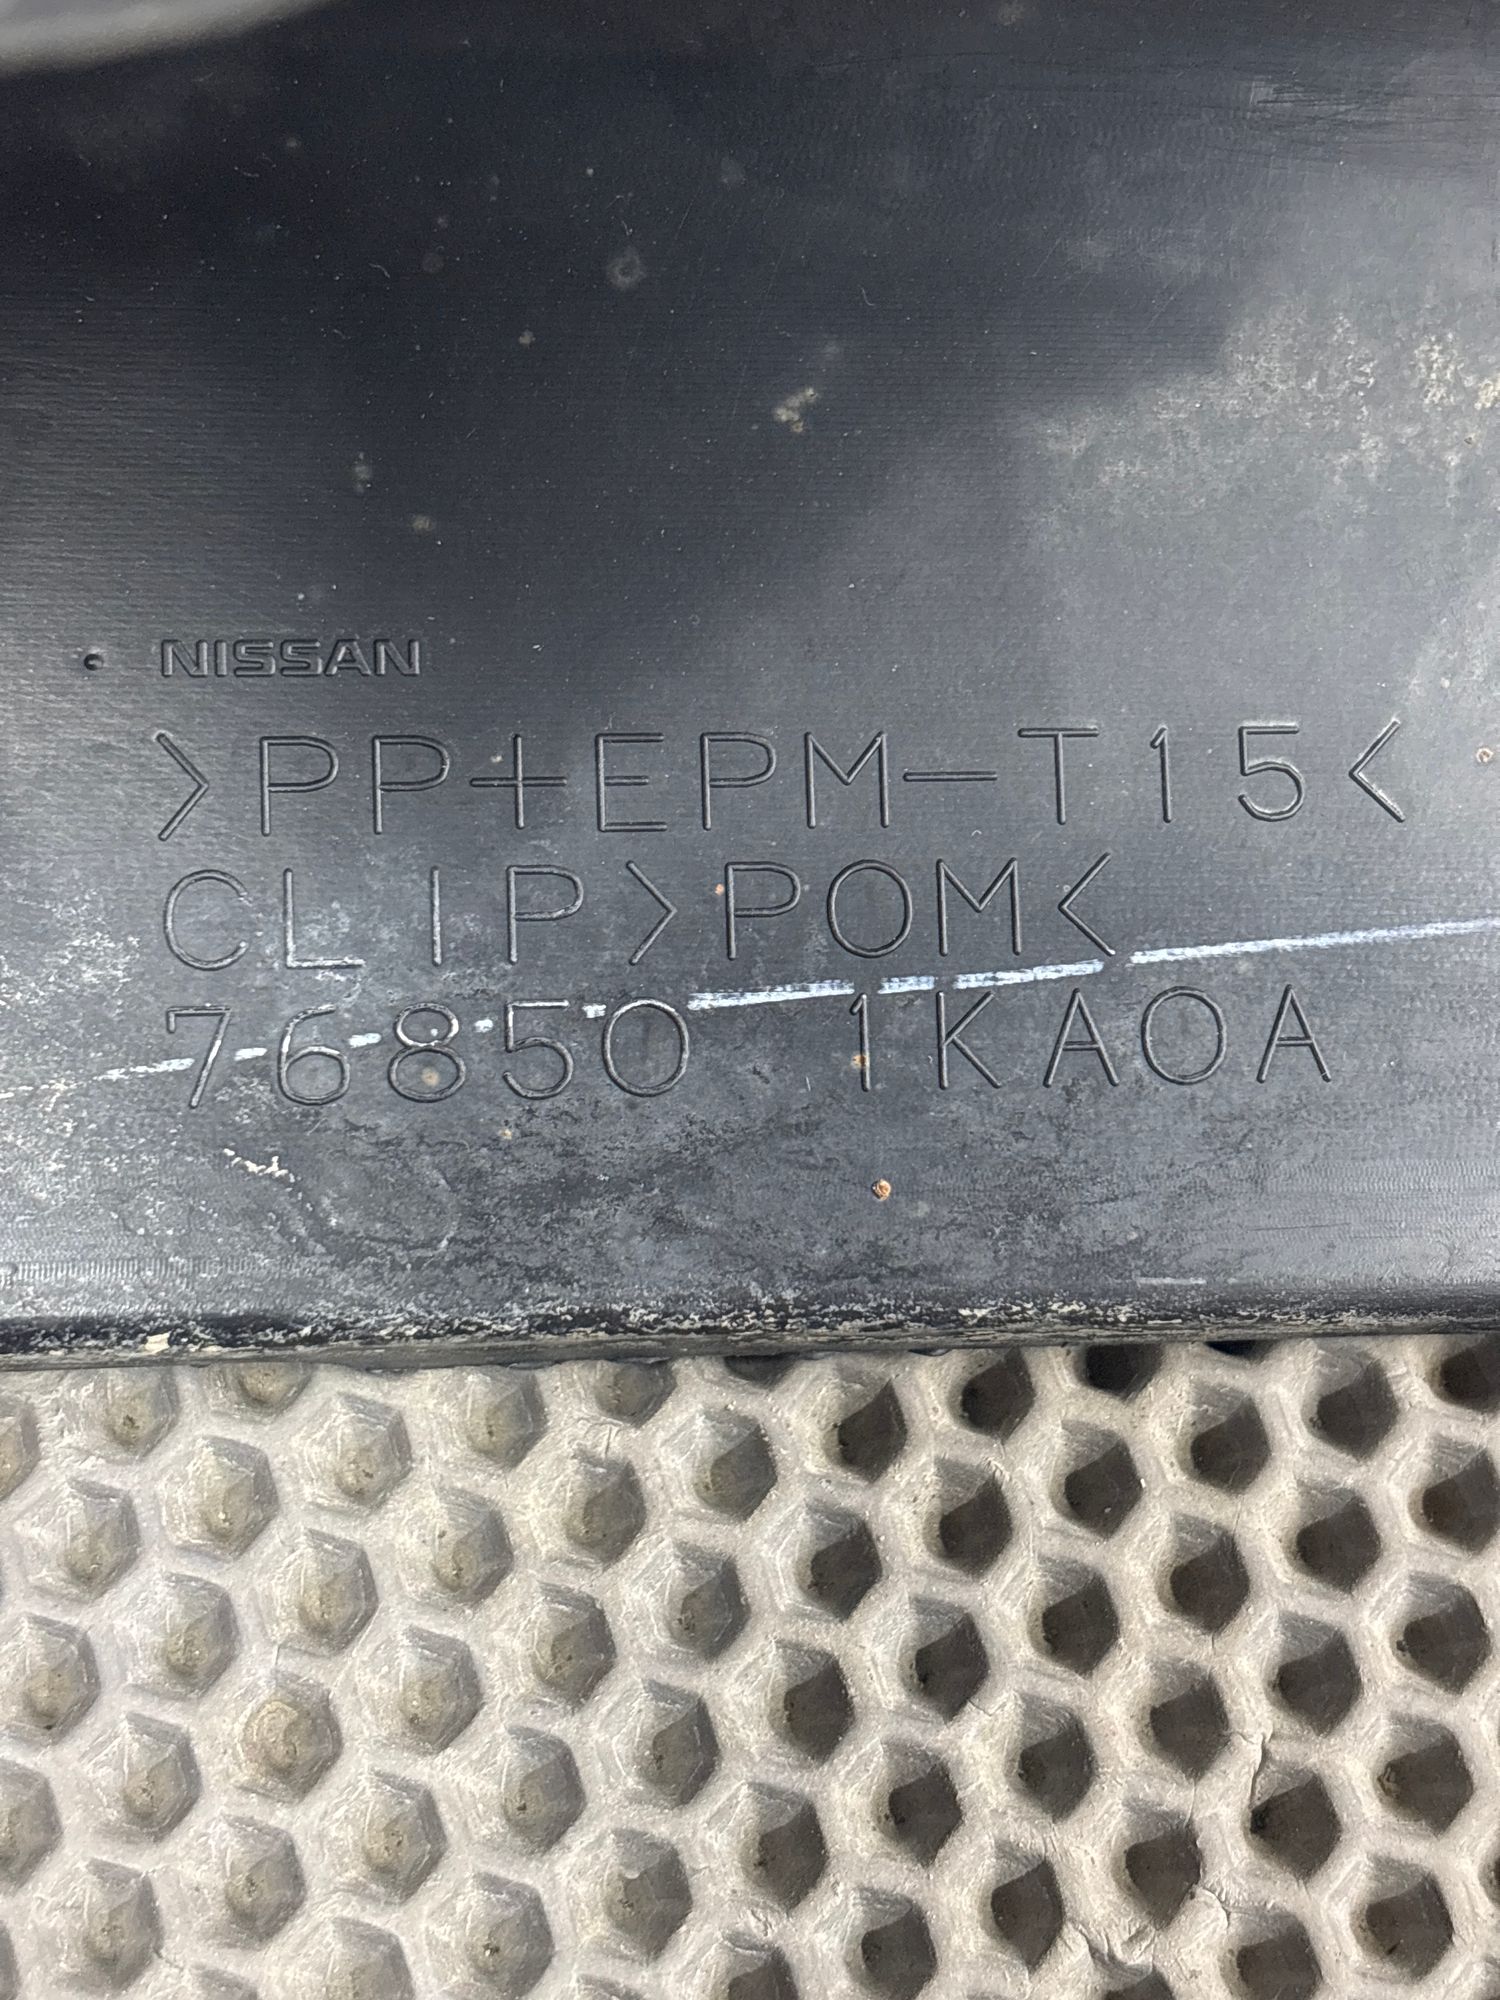 NISSAN
>PP+EPM-T15<
CLIP>POM<
76850 1KA0A